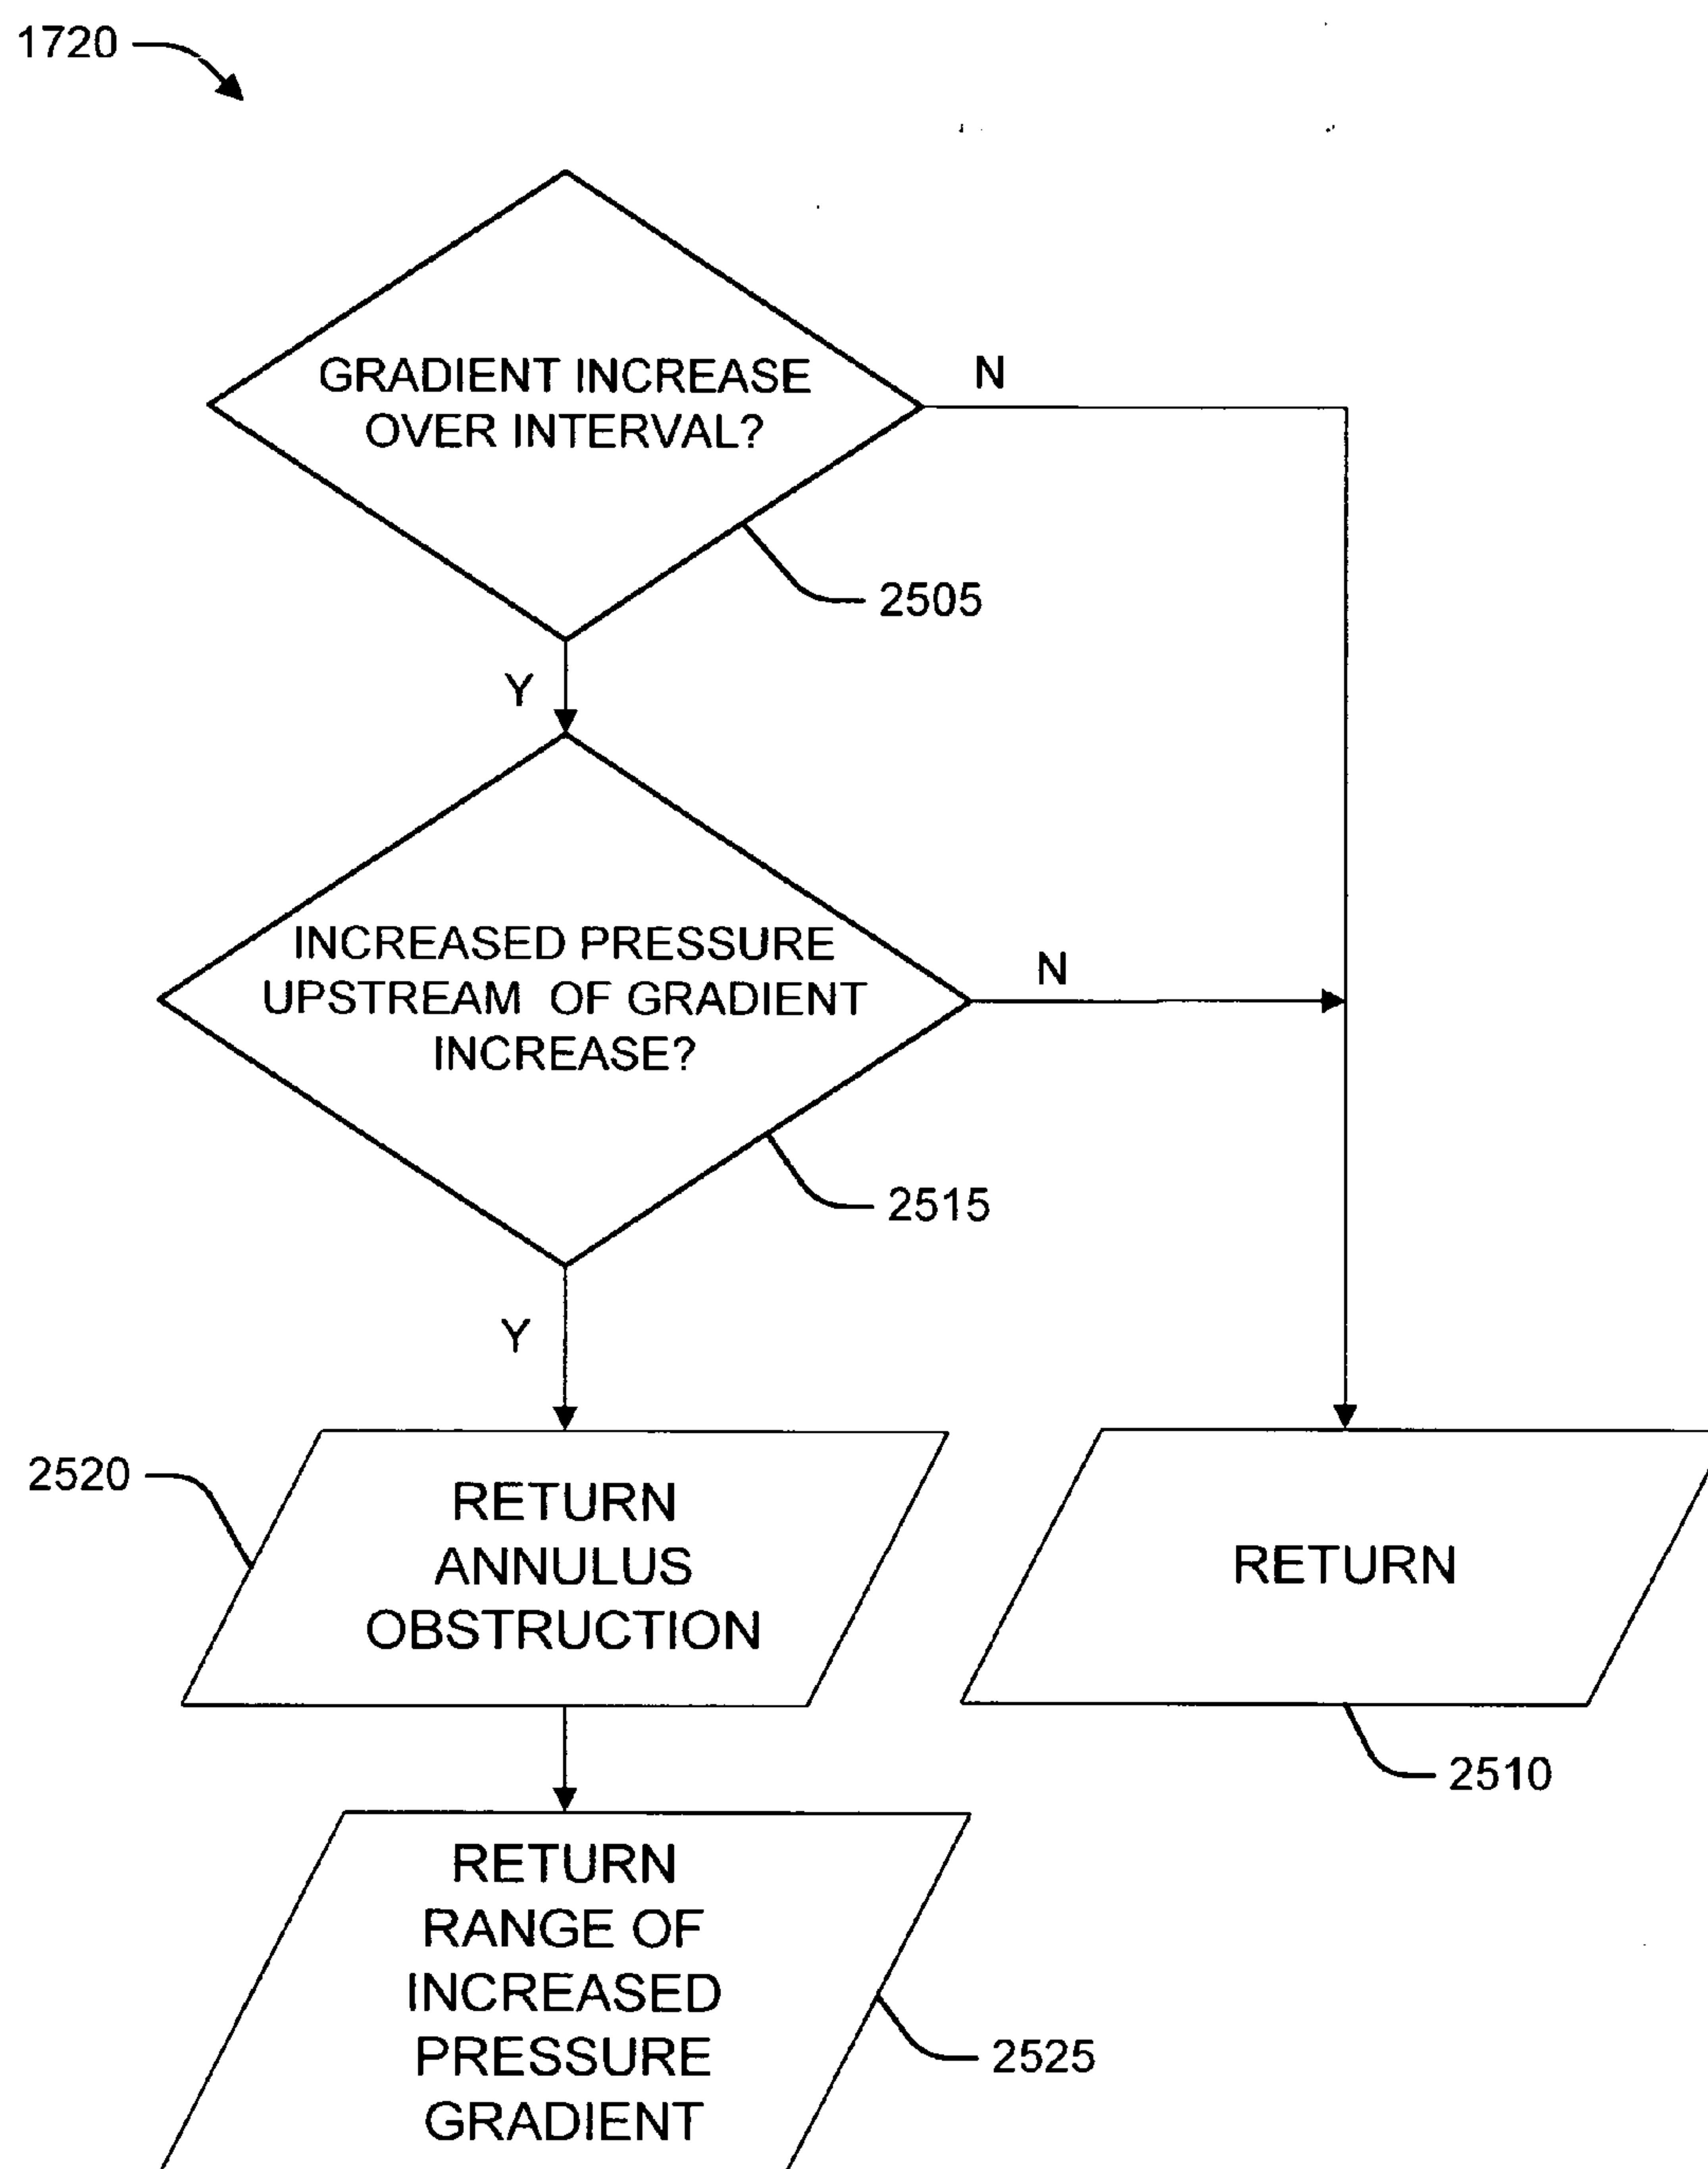 1720
GRADIENT INCREASE
OVER INTERVAL?
N
2505
Y
INCREASED PRESSURE
UPSTREAM OF GRADIENT
INCREASE?
N
2515
Y
2520
RETURN
ANNULUS
OBSTRUCTION
RETURN
2510
RETURN
RANGE OF
INCREASED
PRESSURE
GRADIENT
2525